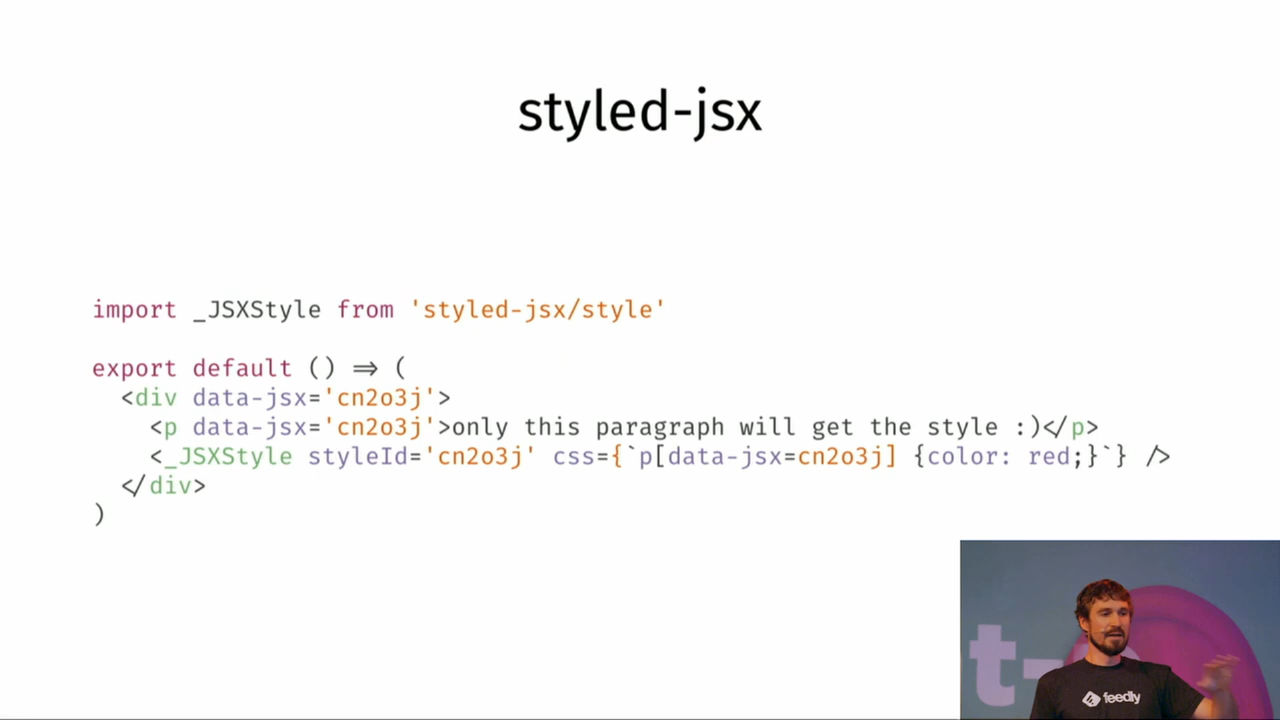 styled-jsx
import _JSXStyle from 'styled-jsx/style'
export default () => (
<div data-jsx='cn2o3j'>
<p data-jsx='cn2o3j'>only this paragraph will get the style :)</p>
<_JSXStyle styleId='cn2o3j' css={`p[data-jsx=cn2o3j] {color: red;}`} />
</div>
)
t-
feedly